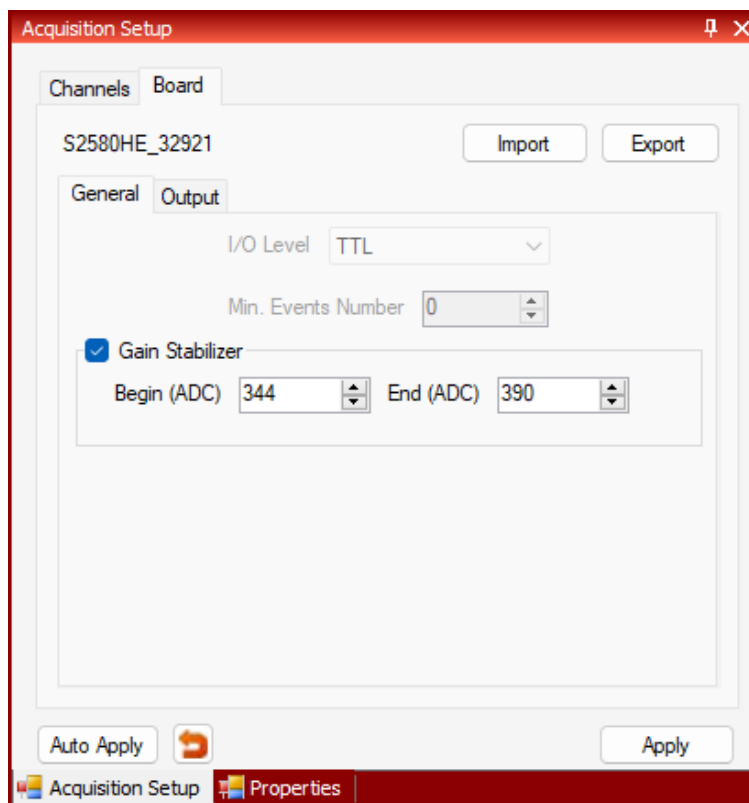 Acquisition Setup
Channels Board
S2580HE_32921 Import Export
General Output
I/O Level TTL
Min. Events Number 0
Gain Stabilizer
Begin (ADC) 344 End (ADC) 390
Auto Apply Apply
Acquisition Setup Properties